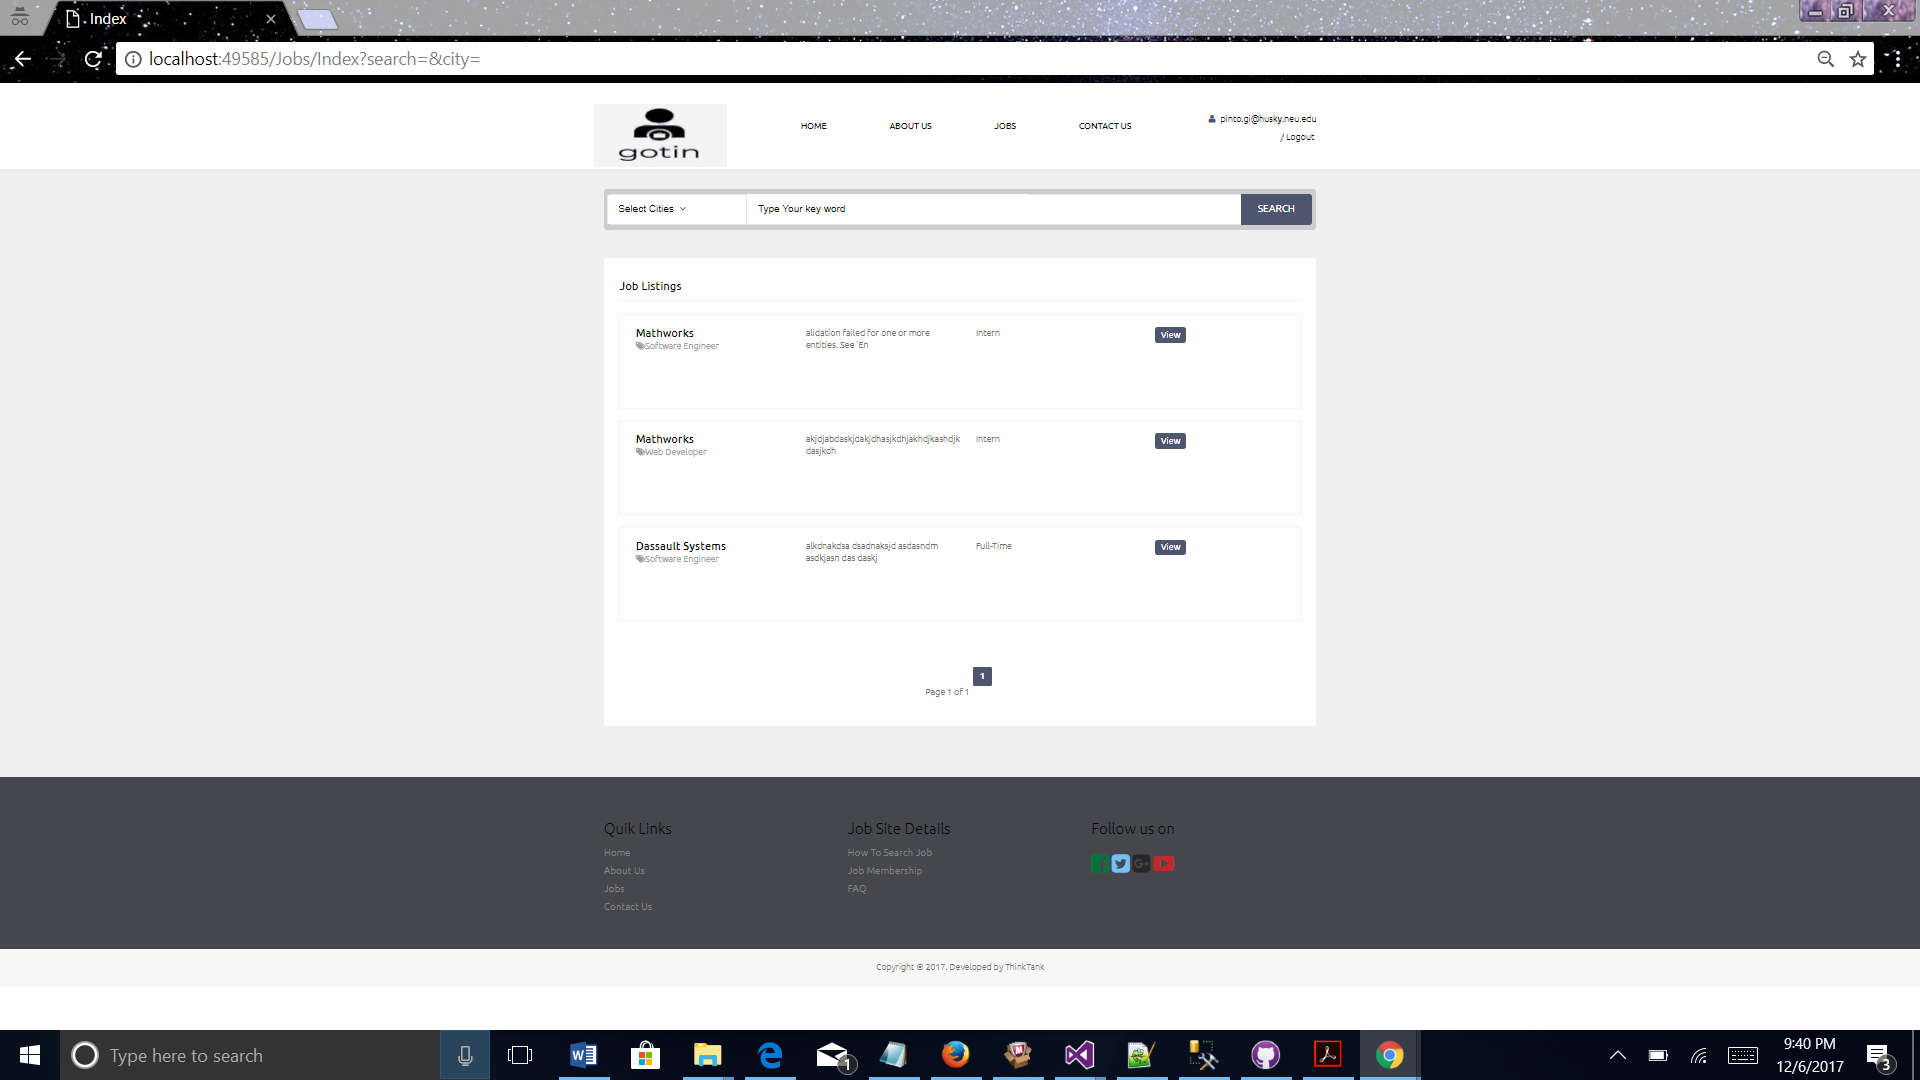 Index
localhost:49585/Jobs/Index?search=&city=
gotin
HOME
ABOUT US
JOBS
CONTACT US
pinto.gi@husky.neu.edu
/ Logout
Select Cities
Type Your key word
SEARCH
Job Listings
Mathworks
Software Engineer
alidation failed for one or more
entities. See 'En
Intern
View
Mathworks
Web Developer
akjdjabdaskjdakjdhasjkdhjakhdjkashdjk
dasjkdh
Intern
View
Dassault Systems
Software Engineer
alkdnakdsa dsadnaksjd asdasndm
asdkjasn das daskj
Full-Time
View
1
Page 1 of 1
Quik Links
Home
About Us
Jobs
Contact Us
Job Site Details
How To Search Job
Job Membership
FAQ
Follow us on
G+
Copyright © 2017. Developed by ThinkTank
Type here to search
1
9:40 PM
12/6/2017
3